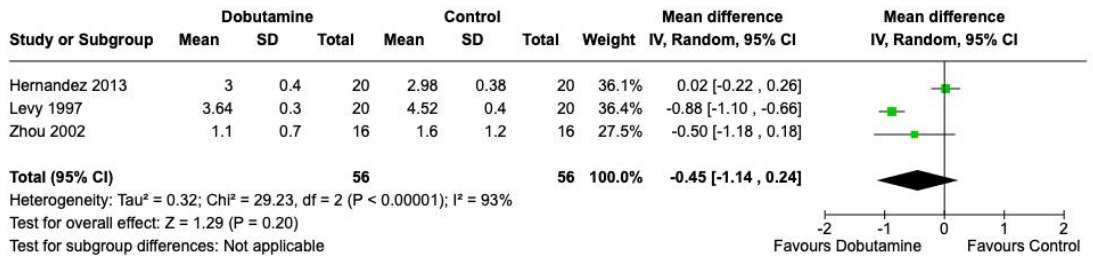 Dobutamine Control Mean difference Mean difference
Study or Subgroup Mean SD Total Mean SD Total Weight IV, Random, 95% CI IV, Random, 95% CI
Hernandez 2013 3 0.4 20 2.98 0.38 20 36.1% 0.02 [-0.22 , 0.26]
Levy 1997 3.64 0.3 20 4.52 0.4 20 36.4% -0.88 [-1.10 , -0.66]
Zhou 2002 1.1 0.7 16 1.6 1.2 16 27.5% -0.50 [-1.18 , 0.18]
Total (95% CI) 56 56 100.0% -0.45 [-1.14 , 0.24]
Heterogeneity: Tau² = 0.32; Chi² = 29.23, df = 2 (P < 0.00001); I² = 93%
Test for overall effect: Z = 1.29 (P = 0.20) -2 -1 0 1 2
Test for subgroup differences: Not applicable Favours Dobutamine Favours Control